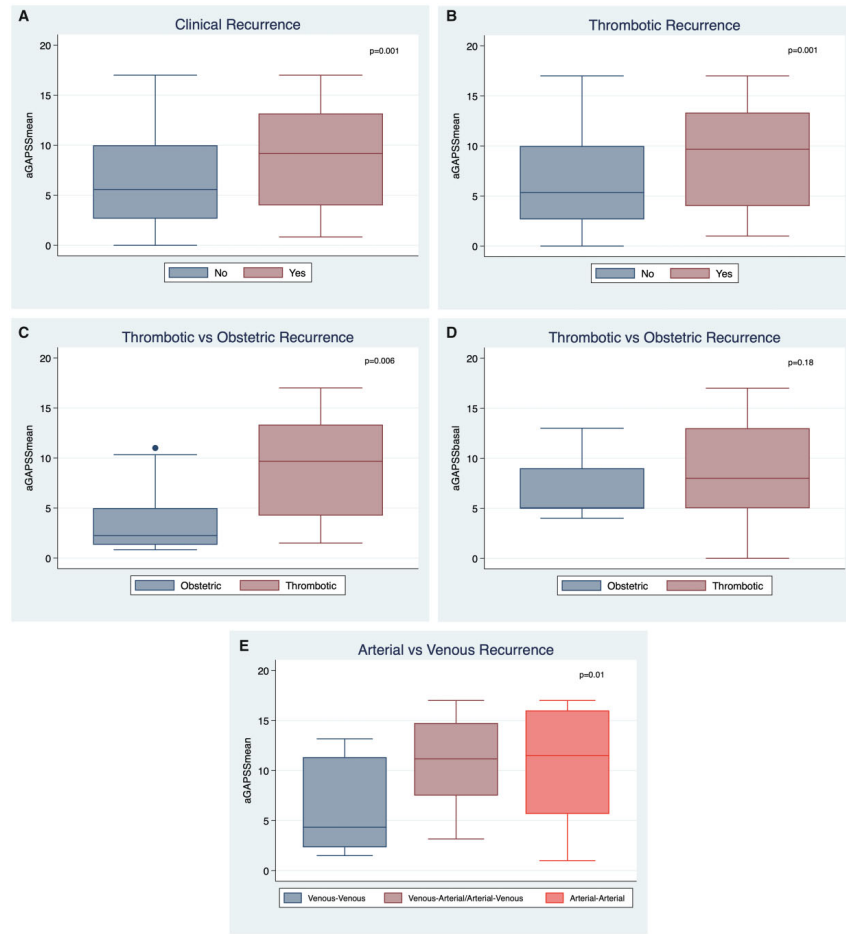 A
Clinical Recurrence
p=0.001
20
15
10
5
0
aGAPSSmean
No Yes
B
Thrombotic Recurrence
p=0.001
20
15
10
5
0
aGAPSSmean
No Yes
C
Thrombotic vs Obstetric Recurrence
p=0.006
20
15
10
5
0
aGAPSSmean
Obstetric Thrombotic
D
Thrombotic vs Obstetric Recurrence
p=0.18
20
15
10
5
0
aGAPSSbasal
Obstetric Thrombotic
E
Arterial vs Venous Recurrence
p=0.01
20
15
10
5
0
aGAPSSmean
Venous-Venous Venous-Arterial/Arterial-Venous Arterial-Arterial